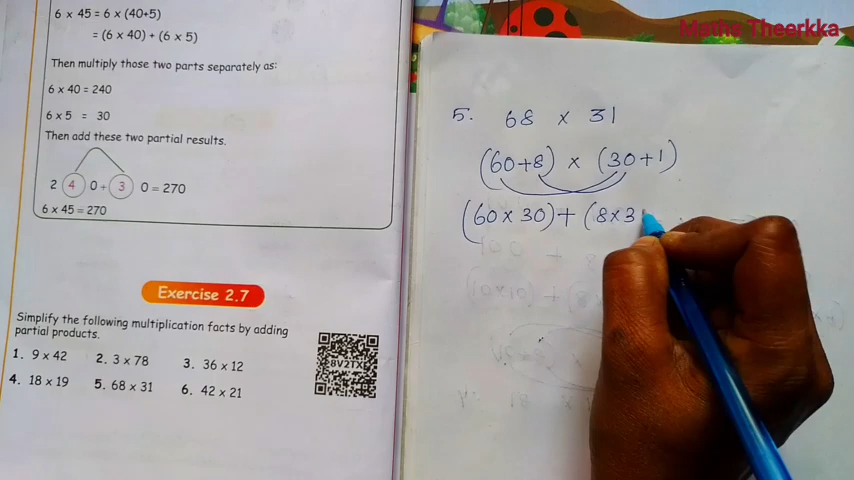 Maths Theerkka
6 × 45 = 6 × (40+5)
= (6 × 40) + (6 × 5)
Then multiply those two parts separately as:
6 × 40 = 240
6 × 5 = 30
Then add these two partial results.
2 4 0 + 3 0 = 270
6 × 45 = 270
Exercise 2.7
Simplify the following multiplication facts by adding
partial products.
1. 9 × 42 2. 3 × 78 3. 36 × 12
4. 18 × 19 5. 68 × 31 6. 42 × 21
8V2TX
5. 68 × 31
(60+8) × (30+1)
(60 × 30) + (8×3